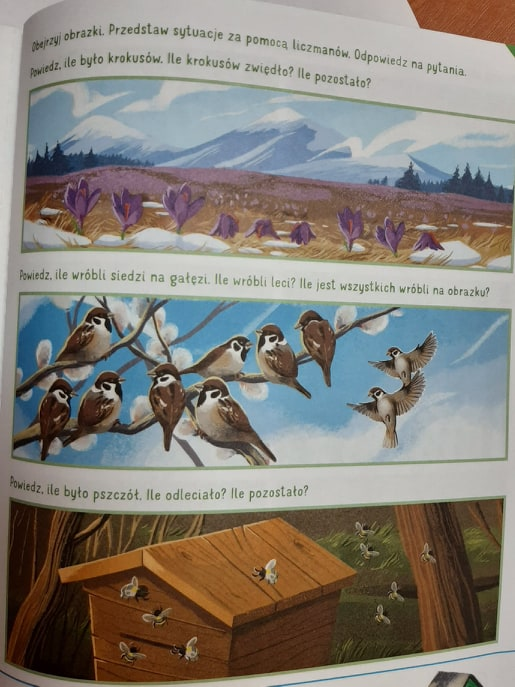 Obejrzyj obrazki. Przedstaw sytuacje za pomocą liczmanów. Odpowiedz na pytania.
Powiedz, ile było krokusów. Ile krokusów zwiędło? Ile pozostało?
Powiedz, ile wróbli siedzi na gałęzi. Ile wróbli leci? Ile jest wszystkich wróbli na obrazku?
Powiedz, ile było pszczół. Ile odleciało? Ile pozostało?